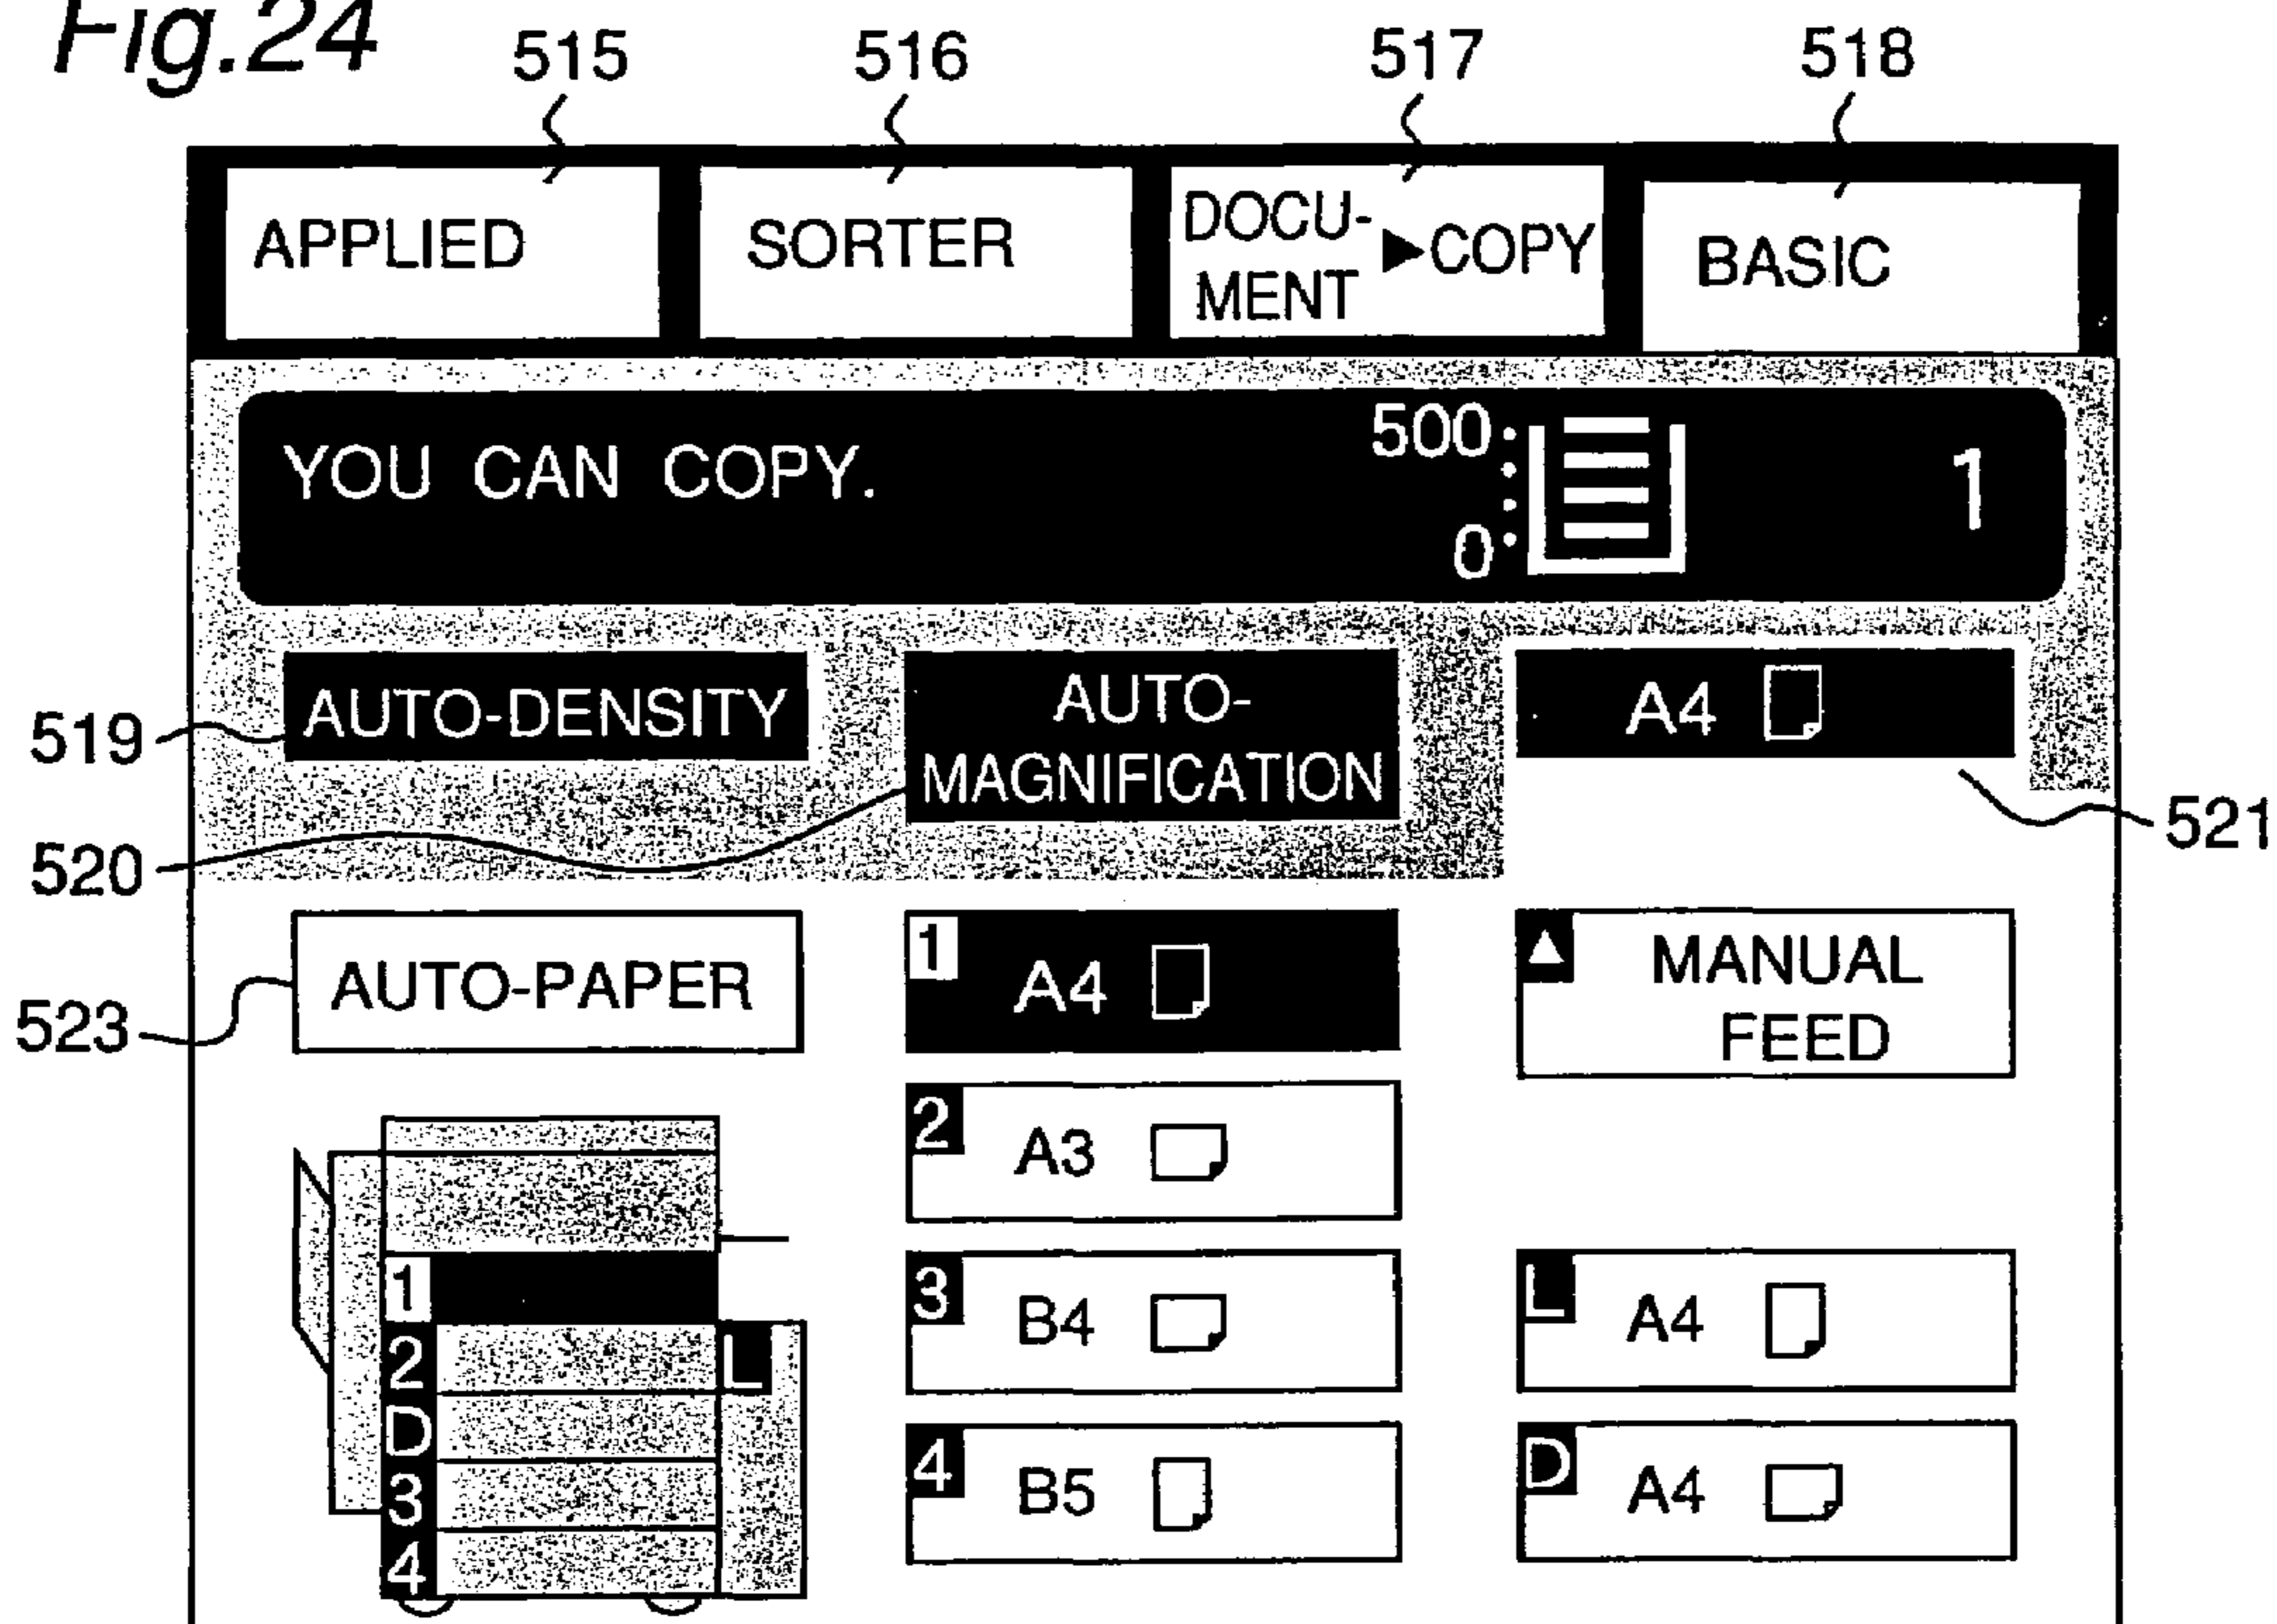 Fig.24
515
516
517
518
APPLIED
SORTER
DOCU-
MENT
▶COPY
BASIC
YOU CAN COPY.
500
0
1
AUTO-DENSITY
AUTO-
MAGNIFICATION
A4
519
520
521
AUTO-PAPER
523
1 A4
MANUAL
FEED
2 A3
3 B4
L A4
4 B5
D A4
1
2
L
D
3
4